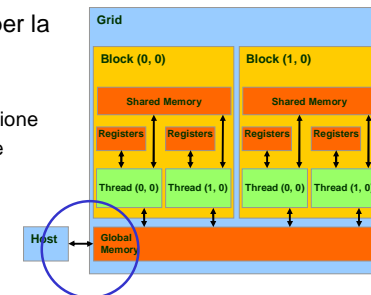 per la
ione
e
Grid
Block (0, 0)
Block (1, 0)
Shared Memory
Shared Memory
Registers
Registers
Registers
Registers
Thread (0, 0)
Thread (1, 0)
Thread (0, 0)
Thread (1, 0)
Host
Global
Memory